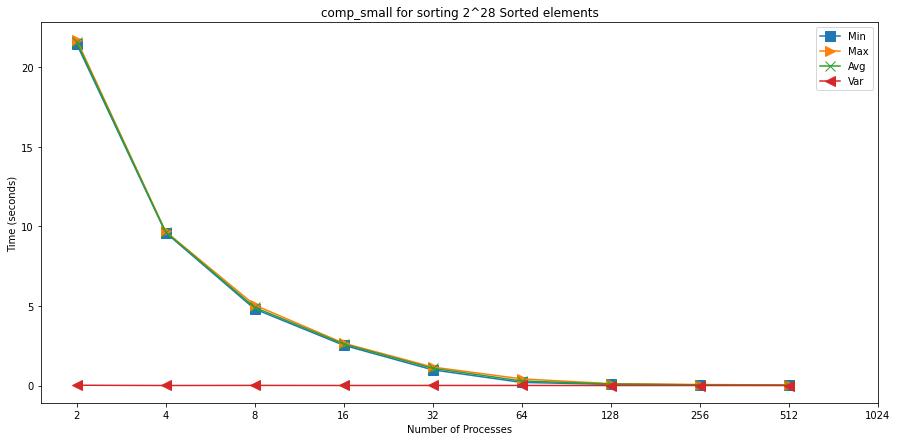 comp_small for sorting 2^28 Sorted elements
Min
Max
Avg
Var
Time (seconds)
20
15
10
5
0
2 4 8 16 32 64 128 256 512 1024
Number of Processes